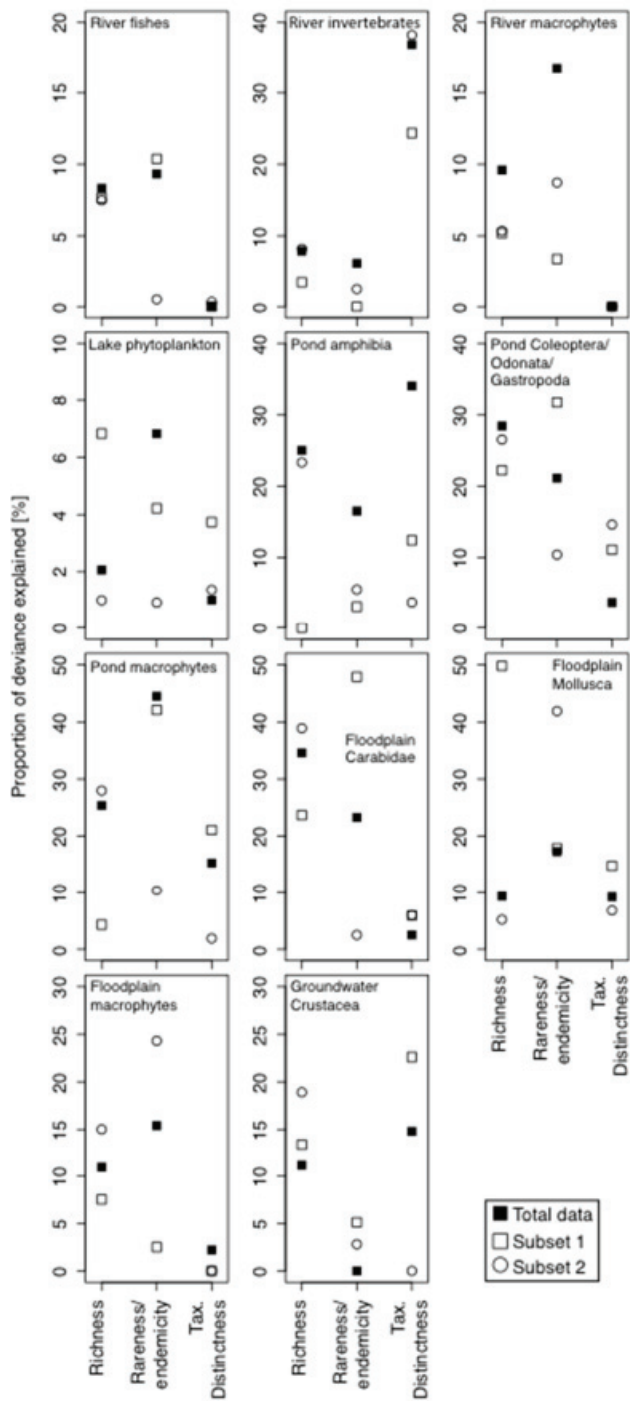 Proportion of deviance explained [%]
River fishes
20
15
10
5
0
River invertebrates
40
30
20
10
0
River macrophytes
20
15
10
5
0
Lake phytoplankton
10
8
6
4
2
0
Pond amphibia
40
30
20
10
0
Pond Coleoptera/
Odonata/
Gastropoda
40
30
20
10
0
Pond macrophytes
50
40
30
20
10
0
Floodplain
Carabidae
50
40
30
20
10
0
Floodplain
Mollusca
50
40
30
20
10
0
Richness
Rareness/
endemicity
Tax.
Distinctness
Floodplain
macrophytes
30
25
20
15
10
5
0
Richness
Rareness/
endemicity
Tax.
Distinctness
Groundwater
Crustacea
30
25
20
15
10
5
0
Richness
Rareness/
endemicity
Tax.
Distinctness
Total data
Subset 1
Subset 2